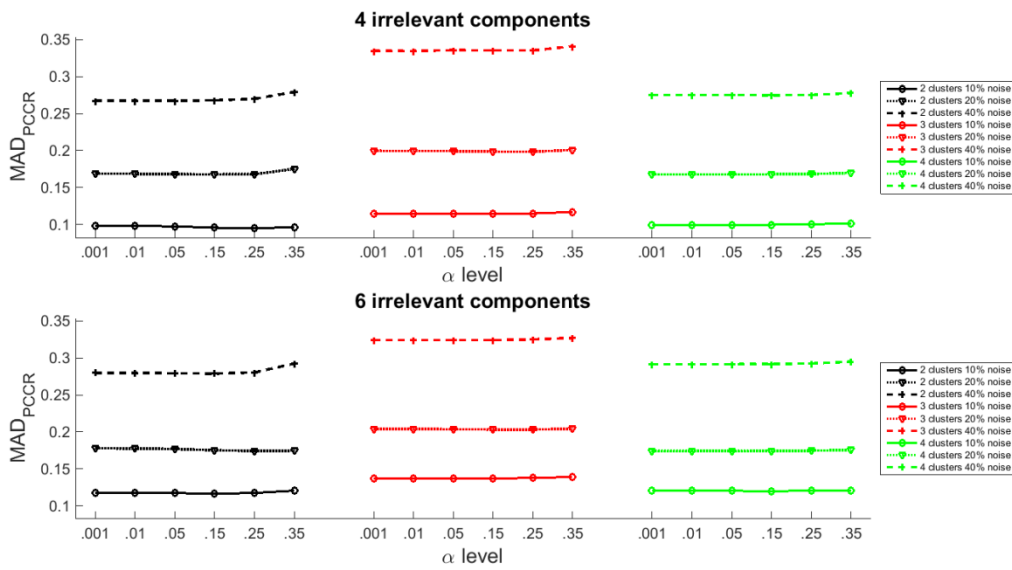 4 irrelevant components
0.35
0.3
0.25
0.2
0.15
0.1
MAD_PCCR
.001 .01 .05 .15 .25 .35 .001 .01 .05 .15 .25 .35 .001 .01 .05 .15 .25 .35
α level
2 clusters 10% noise
2 clusters 20% noise
2 clusters 40% noise
3 clusters 10% noise
3 clusters 20% noise
3 clusters 40% noise
4 clusters 10% noise
4 clusters 20% noise
4 clusters 40% noise
6 irrelevant components
0.35
0.3
0.25
0.2
0.15
0.1
MAD_PCCR
.001 .01 .05 .15 .25 .35 .001 .01 .05 .15 .25 .35 .001 .01 .05 .15 .25 .35
α level
2 clusters 10% noise
2 clusters 20% noise
2 clusters 40% noise
3 clusters 10% noise
3 clusters 20% noise
3 clusters 40% noise
4 clusters 10% noise
4 clusters 20% noise
4 clusters 40% noise